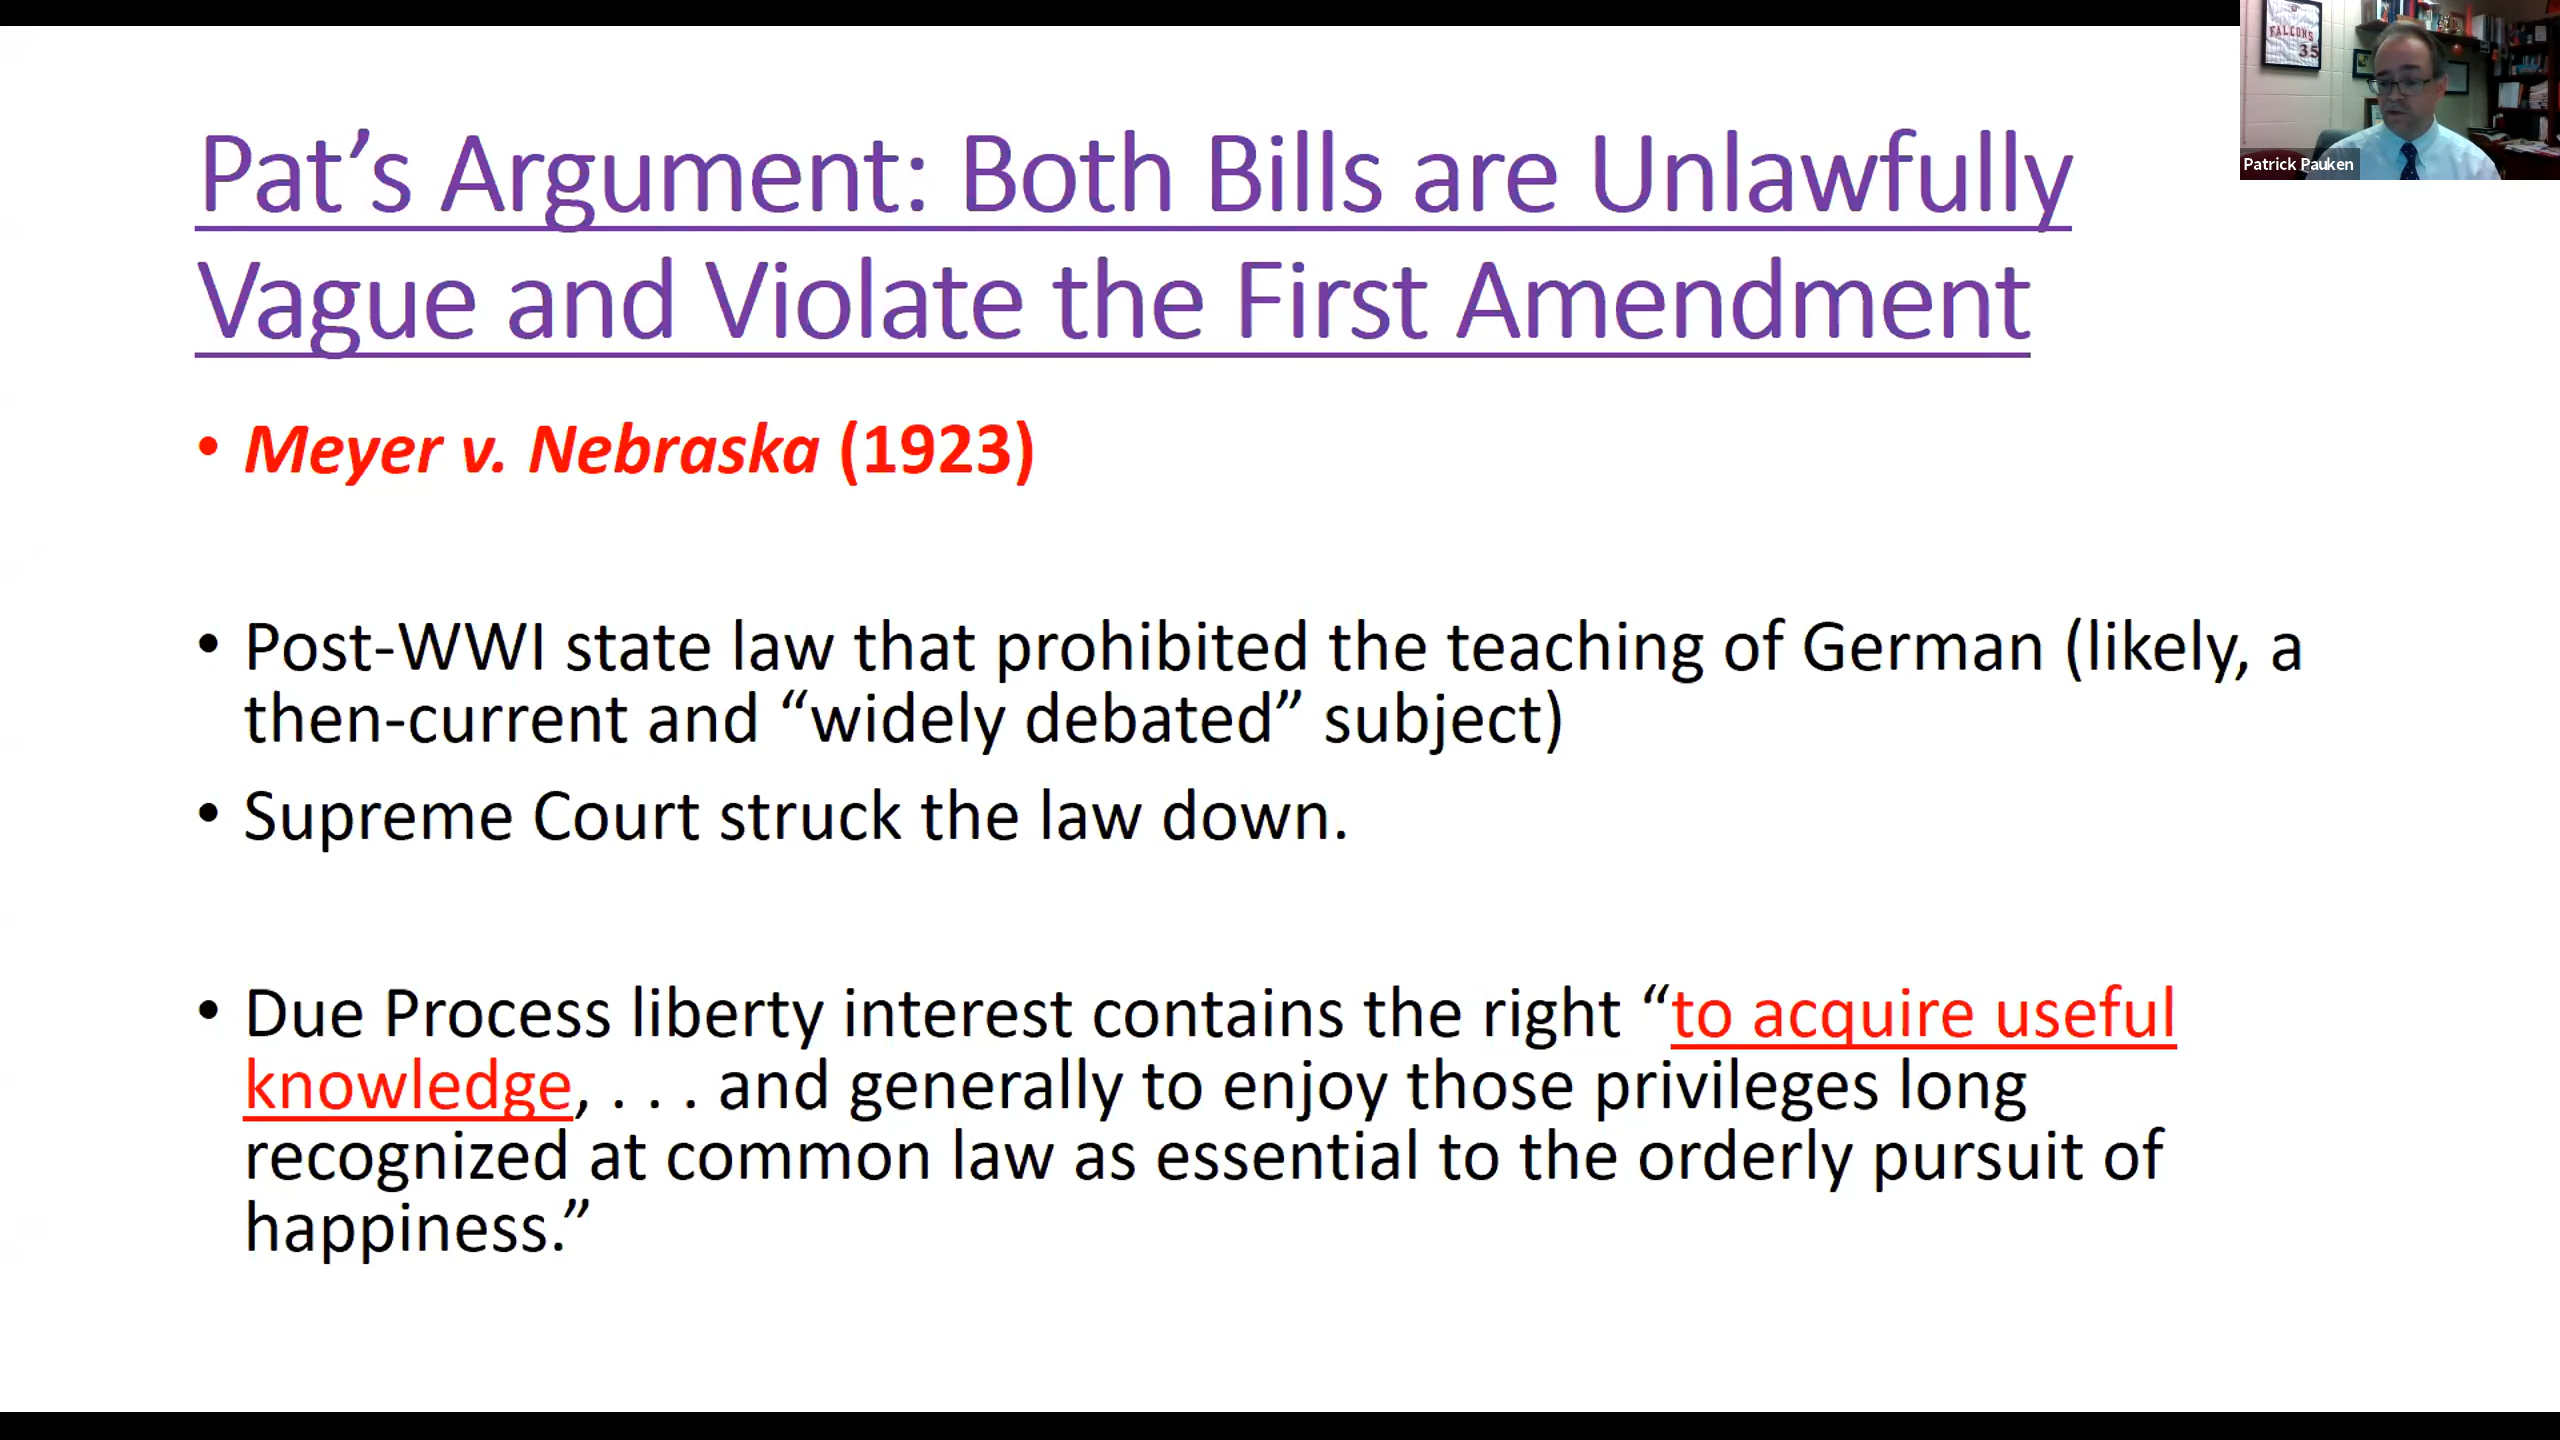 FALCONS
35
Patrick Pauken
Pat’s Argument: Both Bills are Unlawfully
Vague and Violate the First Amendment
• Meyer v. Nebraska (1923)
• Post-WWI state law that prohibited the teaching of German (likely, a
then-current and “widely debated” subject)
• Supreme Court struck the law down.
• Due Process liberty interest contains the right “to acquire useful
knowledge, . . . and generally to enjoy those privileges long
recognized at common law as essential to the orderly pursuit of
happiness.”